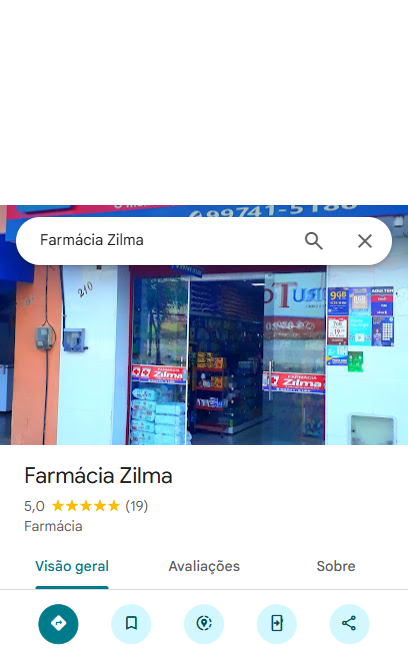 99741-5188
Farmácia Zilma
210
FARMÁCIA
Zilma
FARMÁCIA
Zilma
9GB
AQUI TEM
Farmácia Zilma
5,0 (19)
Farmácia
Visão geral Avaliações Sobre